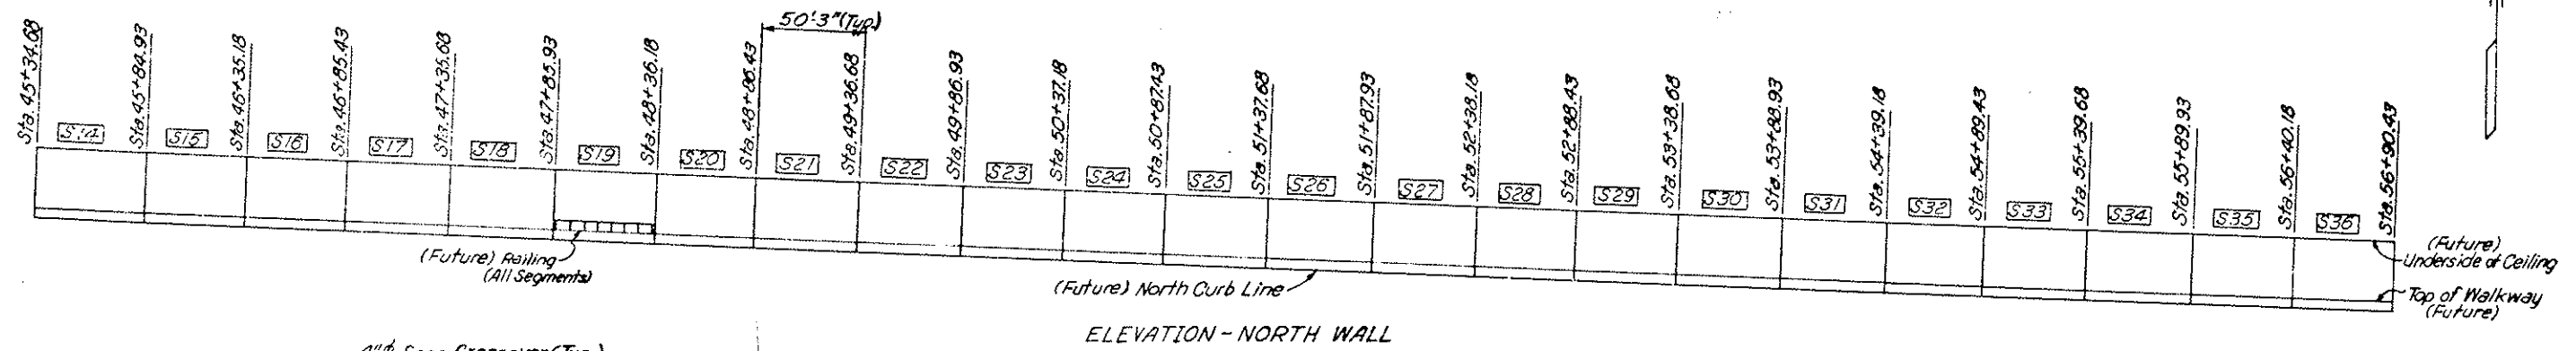 50'3"(Typ.)
Sta.45+34.68
Sta.45+84.93
Sta.46+35.18
Sta.46+85.43
Sta.47+35.68
Sta.47+85.93
Sta.48+36.18
Sta.48+86.43
Sta.49+36.68
Sta.49+86.93
Sta.50+37.18
Sta.50+87.43
Sta.51+37.68
Sta.51+87.93
Sta.52+38.18
Sta.52+88.43
Sta.53+38.68
Sta.53+88.93
Sta.54+39.18
Sta.54+89.43
Sta.55+39.68
Sta.55+89.93
Sta.56+40.18
Sta.56+90.43
S14
S15
S16
S17
S18
S19
S20
S21
S22
S23
S24
S25
S26
S27
S28
S29
S30
S31
S32
S33
S34
S35
S36
(Future) Railing
(All Segments)
(Future) North Curb Line
(Future)
Underside of Ceiling
Top of Walkway
(Future)
ELEVATION - NORTH WALL